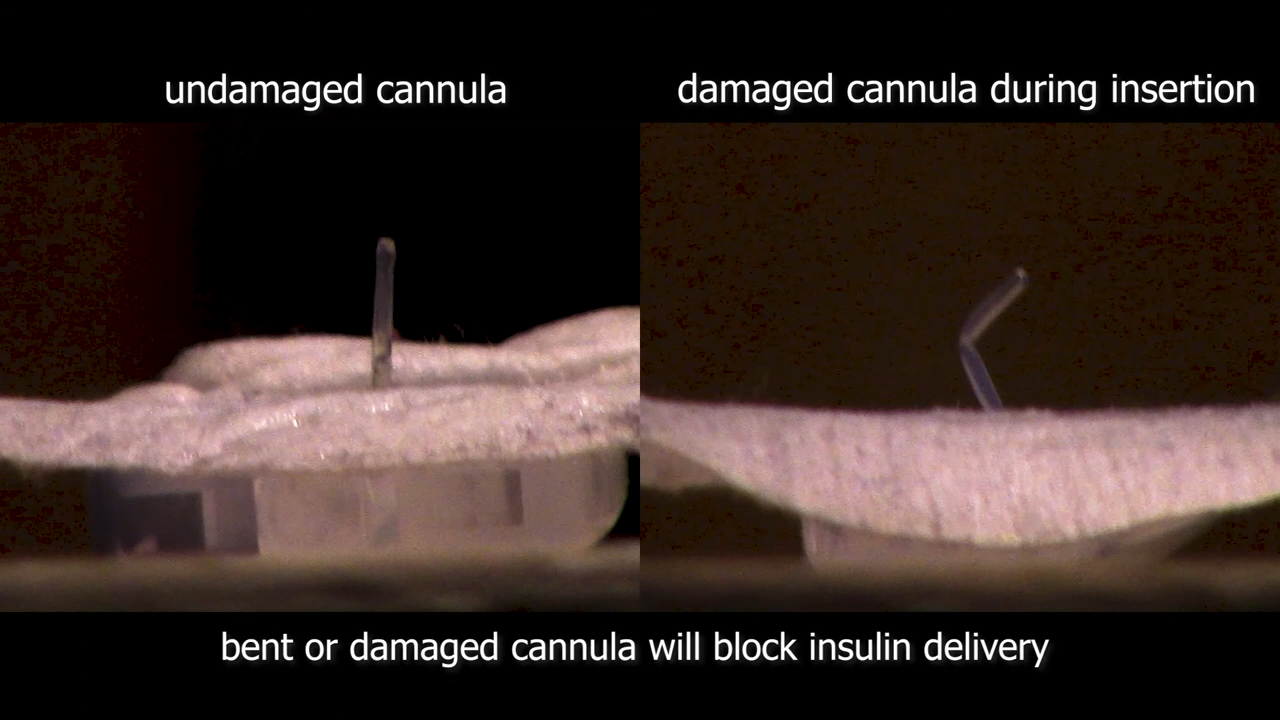 undamaged cannula
damaged cannula during insertion
bent or damaged cannula will block insulin delivery